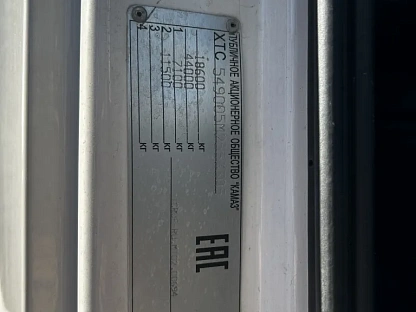 ПУБЛИЧНОЕ АКЦИОНЕРНОЕ ОБЩЕСТВО "КАМАЗ"
XTC 549005
18600 кг
44000 кг
1 7100 кг
2 11500 кг
3 кг
4 кг
ЕАС